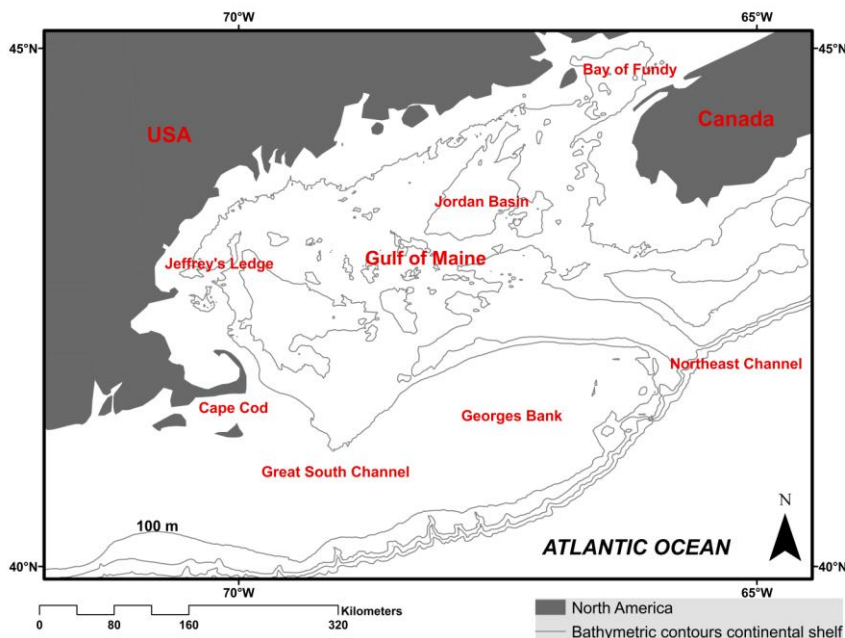 70°W 65°W
45°N 45°N
Bay of Fundy
USA
Canada
Jordan Basin
Gulf of Maine
Jeffrey's Ledge
Northeast Channel
Cape Cod
Georges Bank
Great South Channel
100 m
N
ATLANTIC OCEAN
40°N 40°N
70°W 65°W
Kilometers
0 80 160 320
North America
Bathymetric contours continental shelf